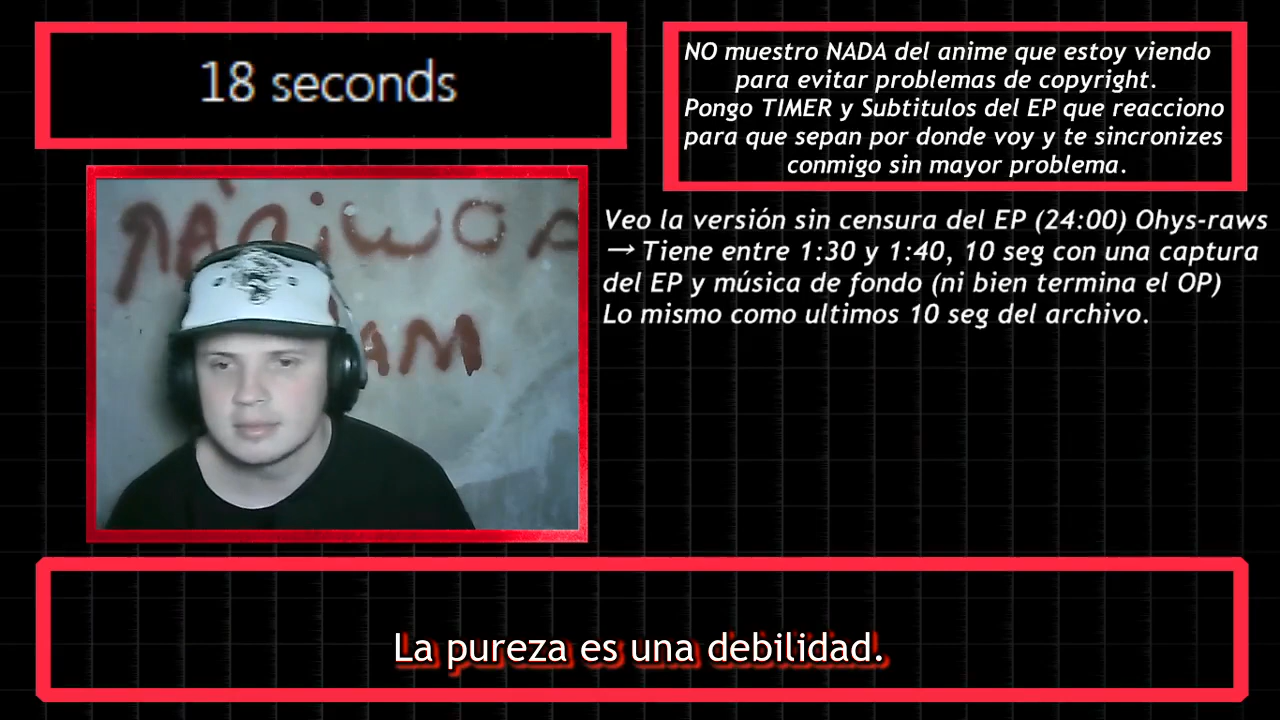 18 seconds
NO muestro NADA del anime que estoy viendo
para evitar problemas de copyright.
Pongo TIMER y Subtitulos del EP que reacciono
para que sepan por donde voy y te sincronizes
conmigo sin mayor problema.
Veo la versión sin censura del EP (24:00) Ohys-raws
→ Tiene entre 1:30 y 1:40, 10 seg con una captura
del EP y música de fondo (ni bien termina el OP)
Lo mismo como ultimos 10 seg del archivo.
La pureza es una debilidad.